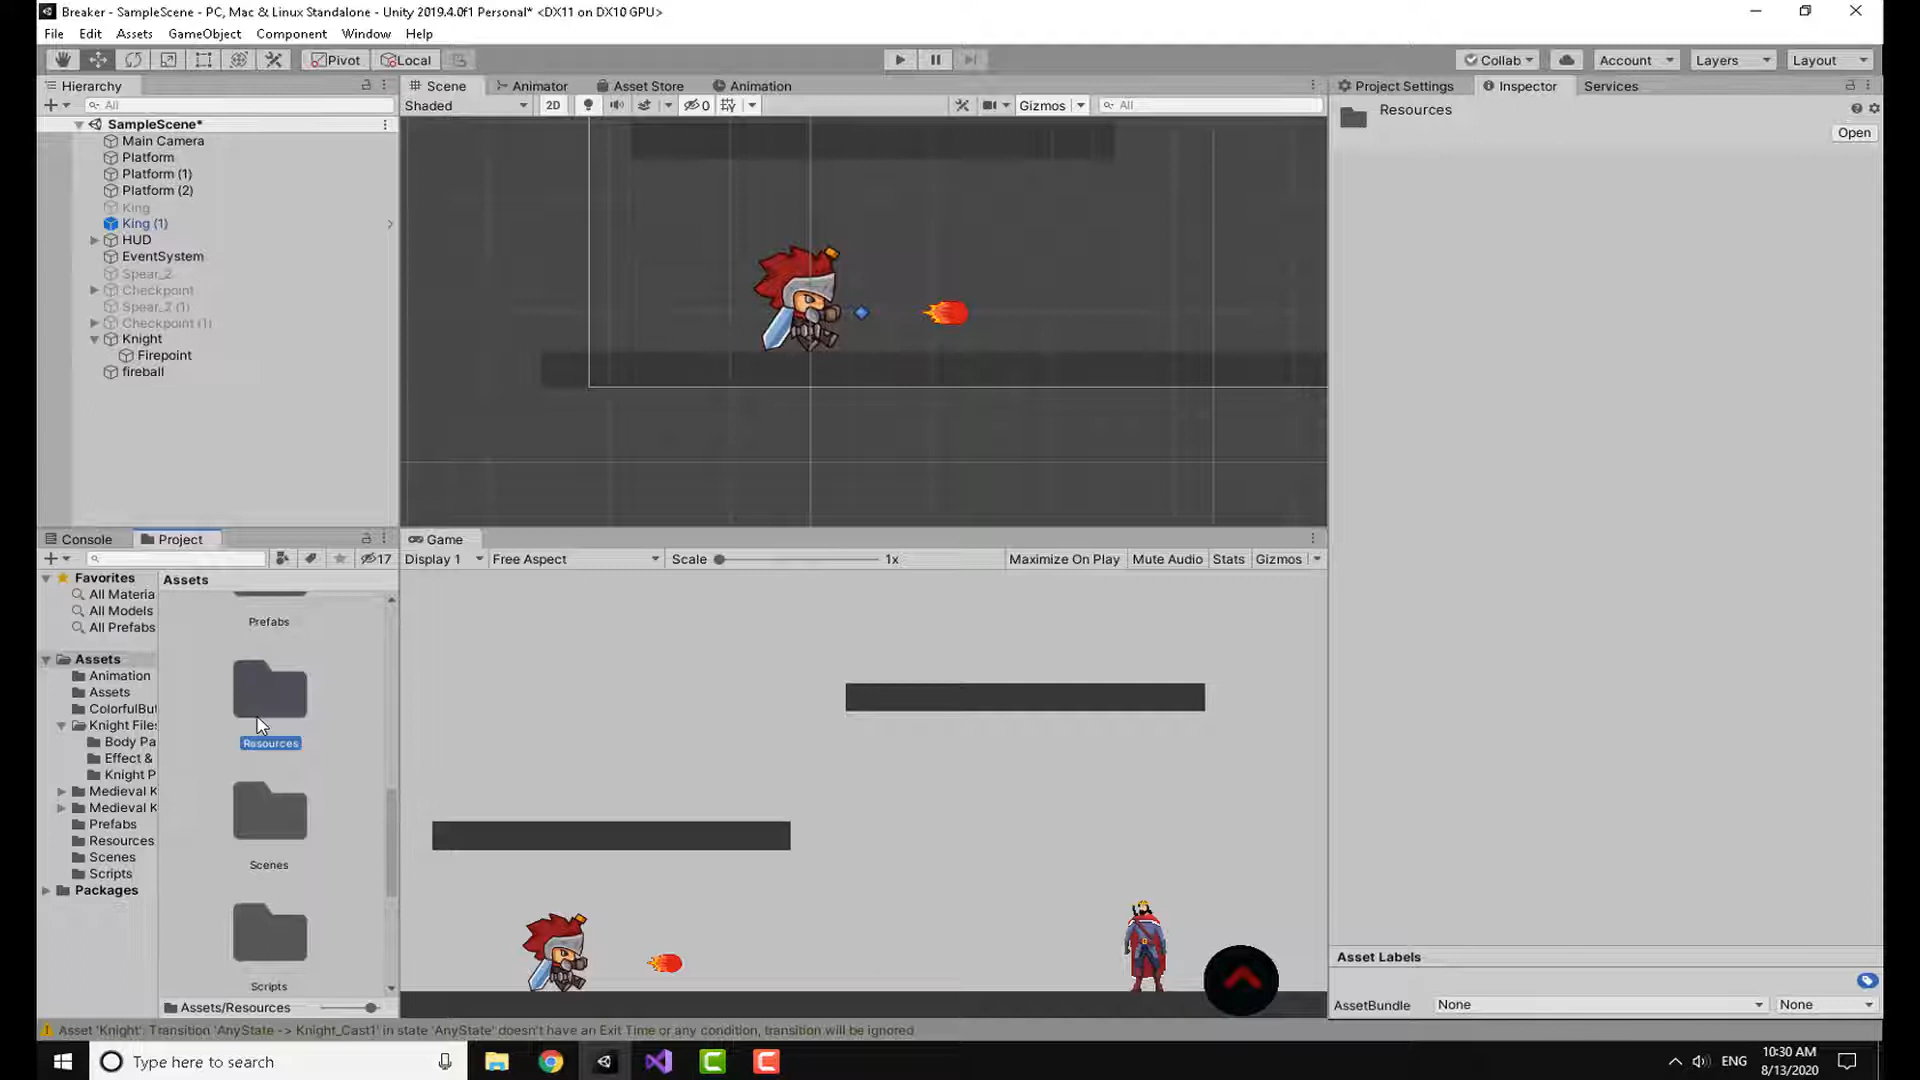 Breaker - SampleScene - PC, Mac & Linux Standalone - Unity 2019.4.0f1 Personal* <DX11 on DX10 GPU>
File Edit Assets GameObject Component Window Help
Pivot Local Collab Account Layers Layout
Hierarchy
All
SampleScene*
Main Camera
Platform
Platform (1)
Platform (2)
King
King (1)
HUD
EventSystem
Spear_2
Checkpoint
Spear_2 (1)
Checkpoint (1)
Knight
Firepoint
fireball
Scene Animator Asset Store Animation
Shaded 2D 0 Gizmos All
Project Settings Inspector Services
Resources
Open
Console Project
17
Favorites
All Materia
All Models
All Prefabs
Assets
Animation
Assets
ColorfulBut
Knight Files
Body Pa
Effect &
Knight P
Medieval K
Medieval K
Prefabs
Resources
Scenes
Scripts
Packages
Assets
Prefabs
Resources
Scenes
Scripts
Assets/Resources
Game
Display 1 Free Aspect Scale 1x Maximize On Play Mute Audio Stats Gizmos
Asset Labels
AssetBundle None None
Asset 'Knight': Transition 'AnyState -> Knight_Cast1' in state 'AnyState' doesn't have an Exit Time or any condition, transition will be ignored
Type here to search
ENG
10:30 AM
8/13/2020